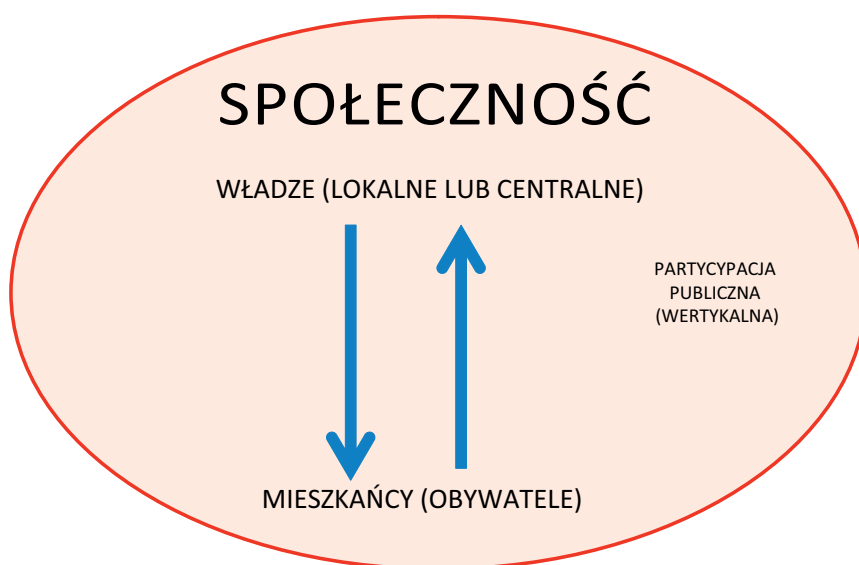 SPOŁECZNOŚĆ
WŁADZE (LOKALNE LUB CENTRALNE)
PARTYCYPACJA
PUBLICZNA
(WERTYKALNA)
MIESZKAŃCY (OBYWATELE)